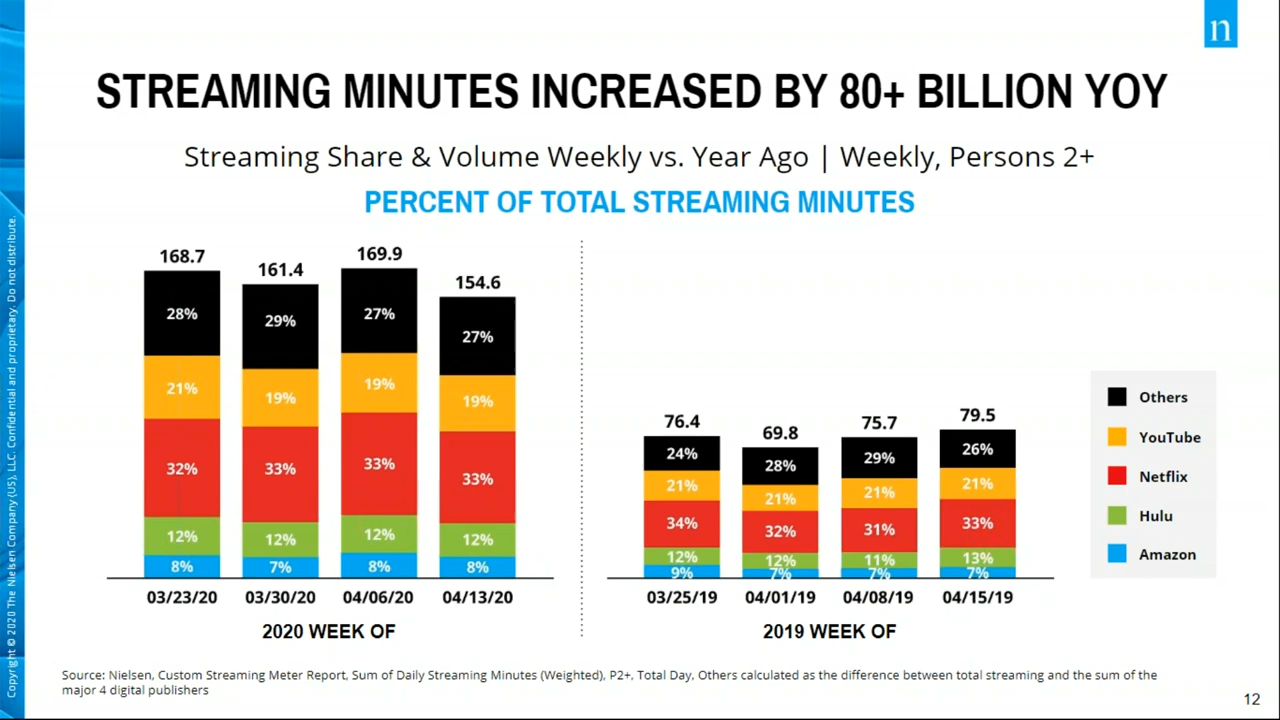 n
STREAMING MINUTES INCREASED BY 80+ BILLION YOY
Streaming Share & Volume Weekly vs. Year Ago | Weekly, Persons 2+
PERCENT OF TOTAL STREAMING MINUTES
168.7 161.4 169.9 154.6
28% 29% 27% 27%
21% 19% 19% 19%
32% 33% 33% 33%
12% 12% 12% 12%
8% 7% 8% 8%
03/23/20 03/30/20 04/06/20 04/13/20
2020 WEEK OF
76.4 69.8 75.7 79.5
24% 28% 29% 26%
21% 21% 21% 21%
34% 32% 31% 33%
12% 12% 11% 13%
9% 7% 7% 7%
03/25/19 04/01/19 04/08/19 04/15/19
2019 WEEK OF
Others
YouTube
Netflix
Hulu
Amazon
Source: Nielsen, Custom Streaming Meter Report, Sum of Daily Streaming Minutes (Weighted), P2+, Total Day, Others calculated as the difference between total streaming and the sum of the
major 4 digital publishers
12
Copyright © 2020 The Nielsen Company (US), LLC. Confidential and proprietary. Do not distribute.